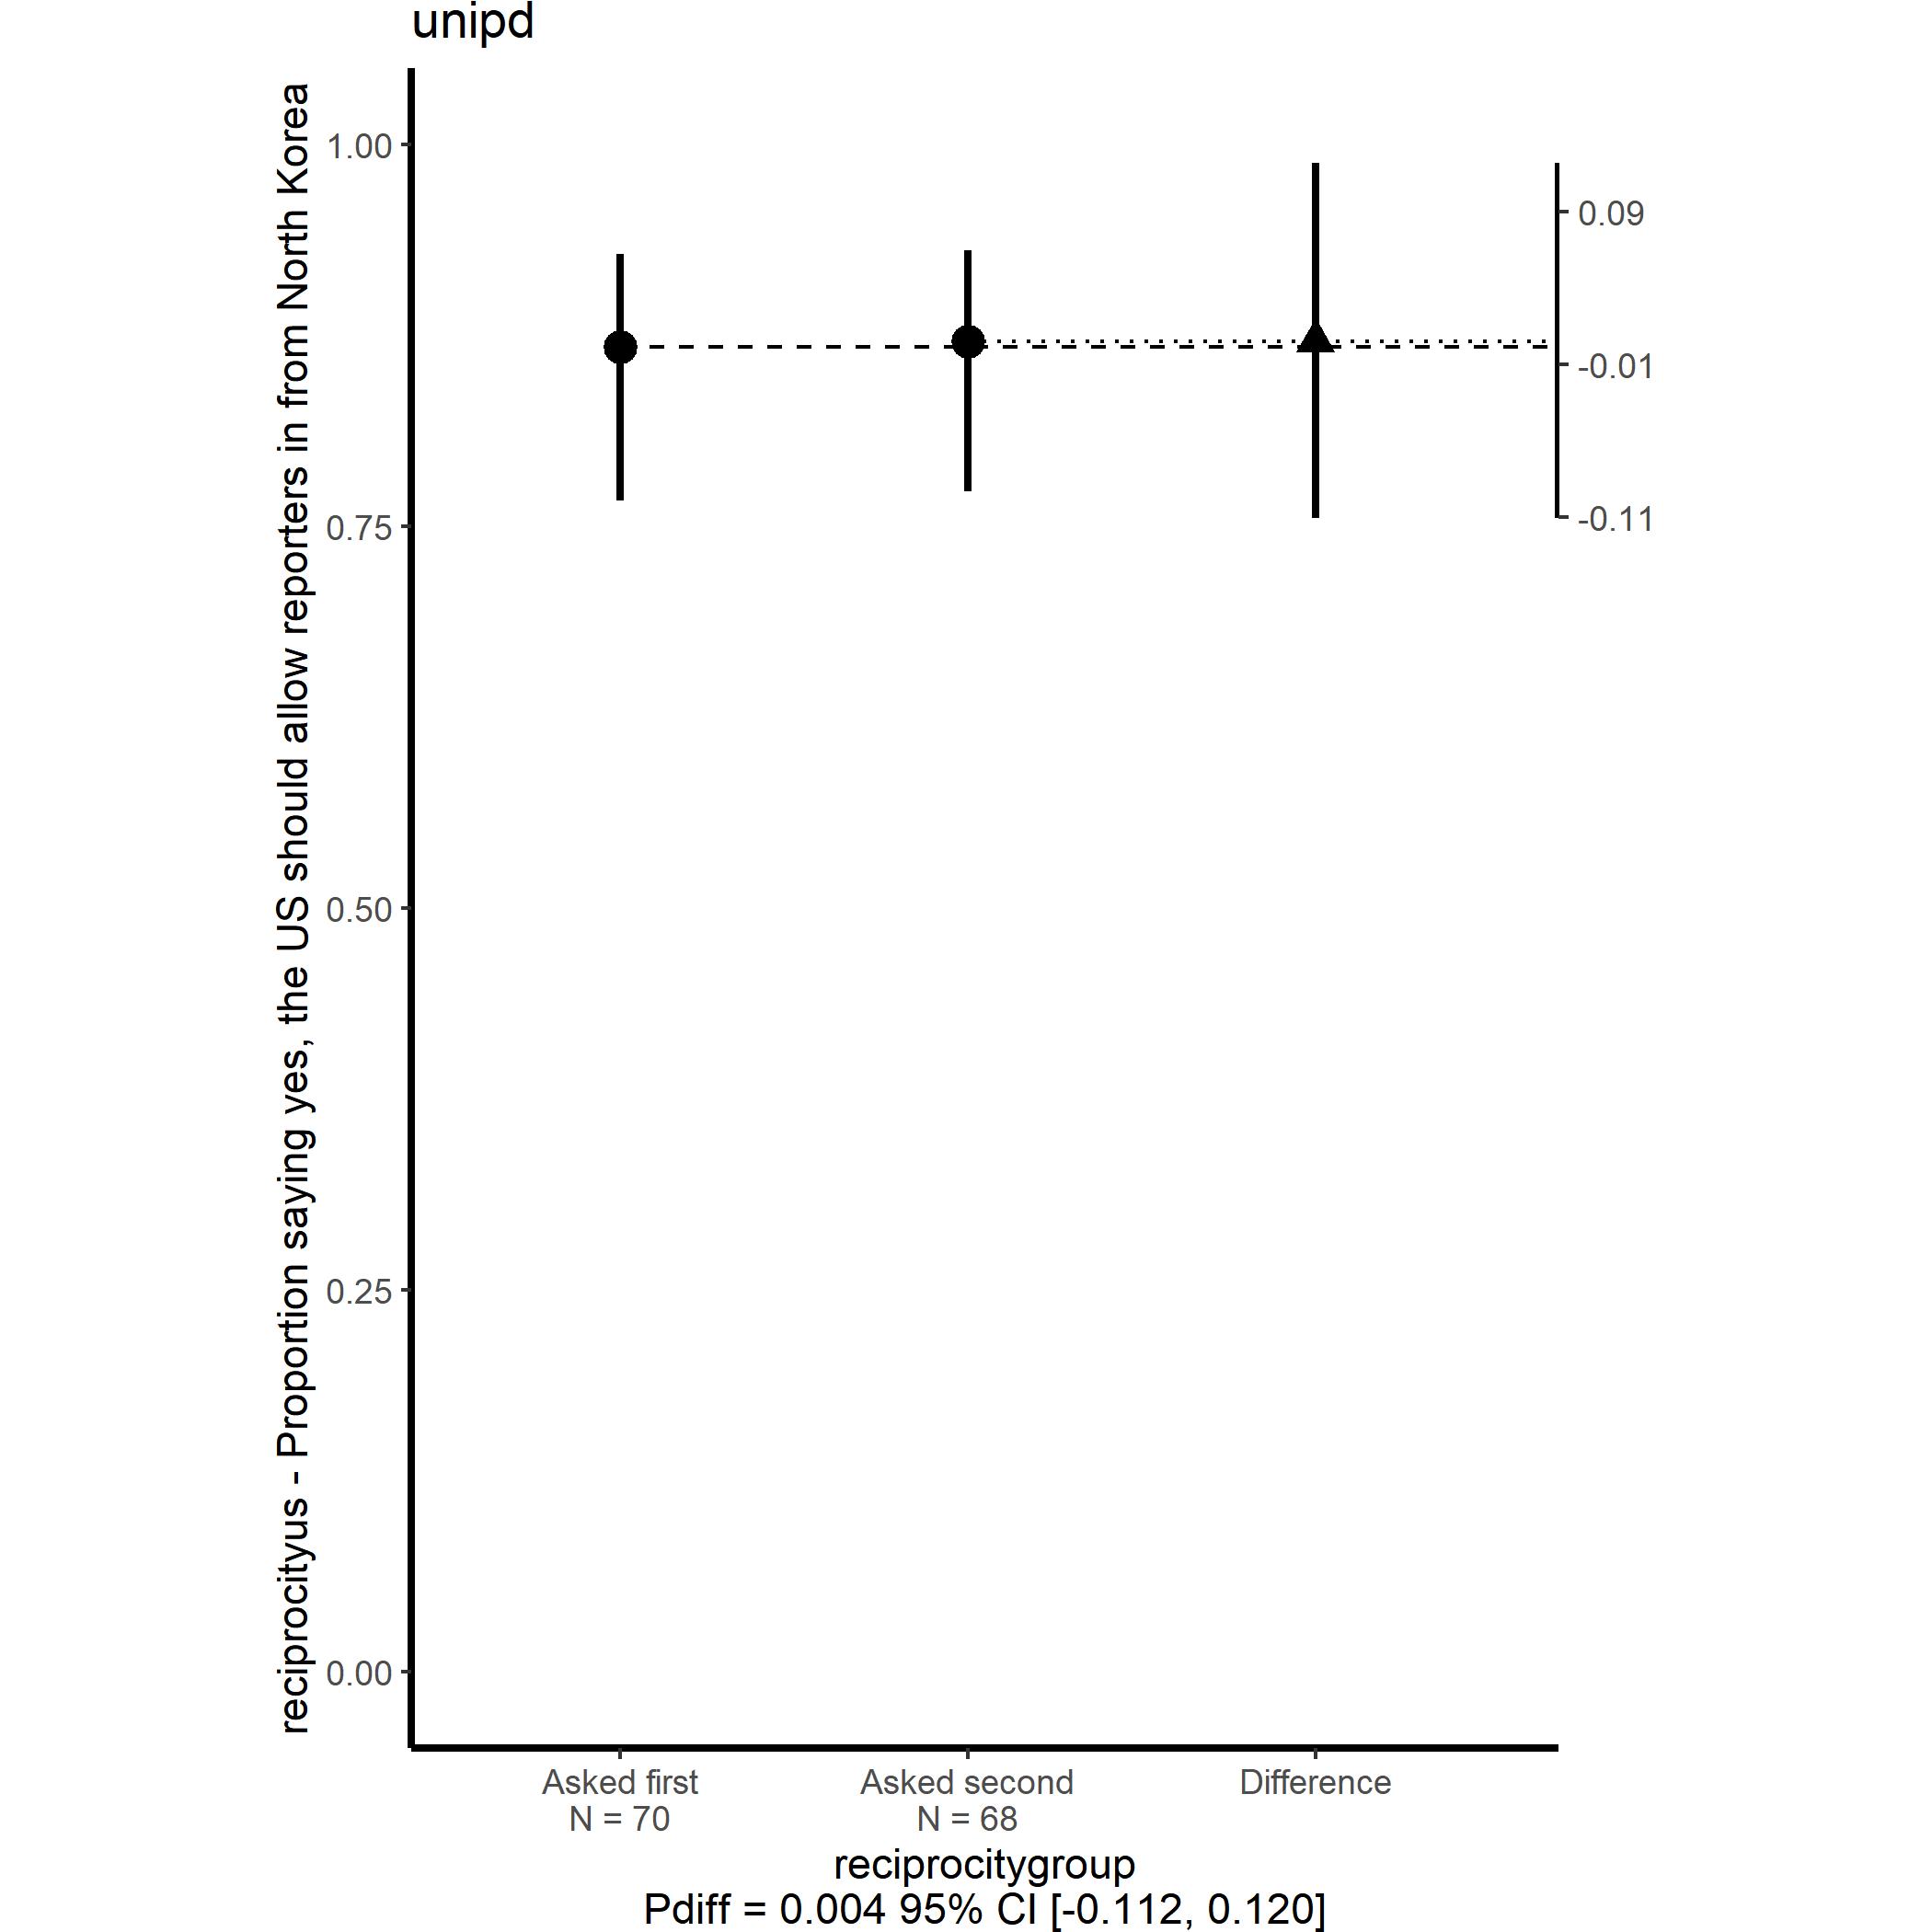 unipd
reciprocityus - Proportion saying yes, the US should allow reporters in from North Korea
1.00
0.75
0.50
0.25
0.00
0.09
-0.01
-0.11
Asked first
N = 70
Asked second
N = 68
Difference
reciprocitygroup
Pdiff = 0.004 95% CI [-0.112, 0.120]